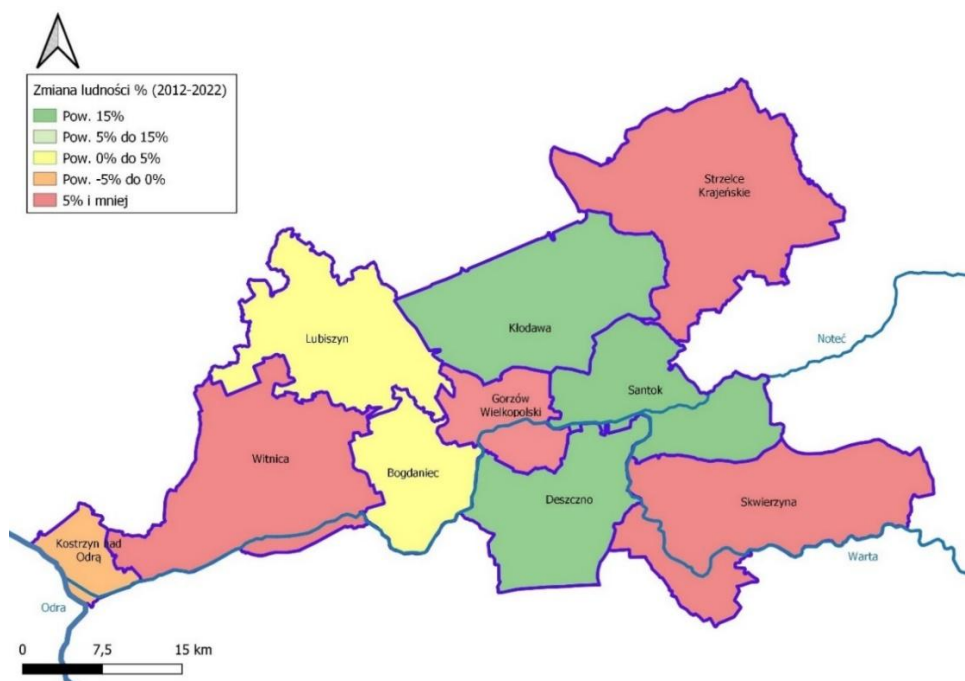 Zmiana ludności % (2012-2022)
Pow. 15%
Pow. 5% do 15%
Pow. 0% do 5%
Pow. -5% do 0%
5% i mniej
Strzelce
Krajeńskie
Kłodawa
Lubiszyn
Noteć
Santok
Gorzów
Wielkopolski
Witnica
Bogdaniec
Deszczno
Skwierzyna
Kostrzyn nad
Odrą
Warta
Odra
0 7,5 15 km